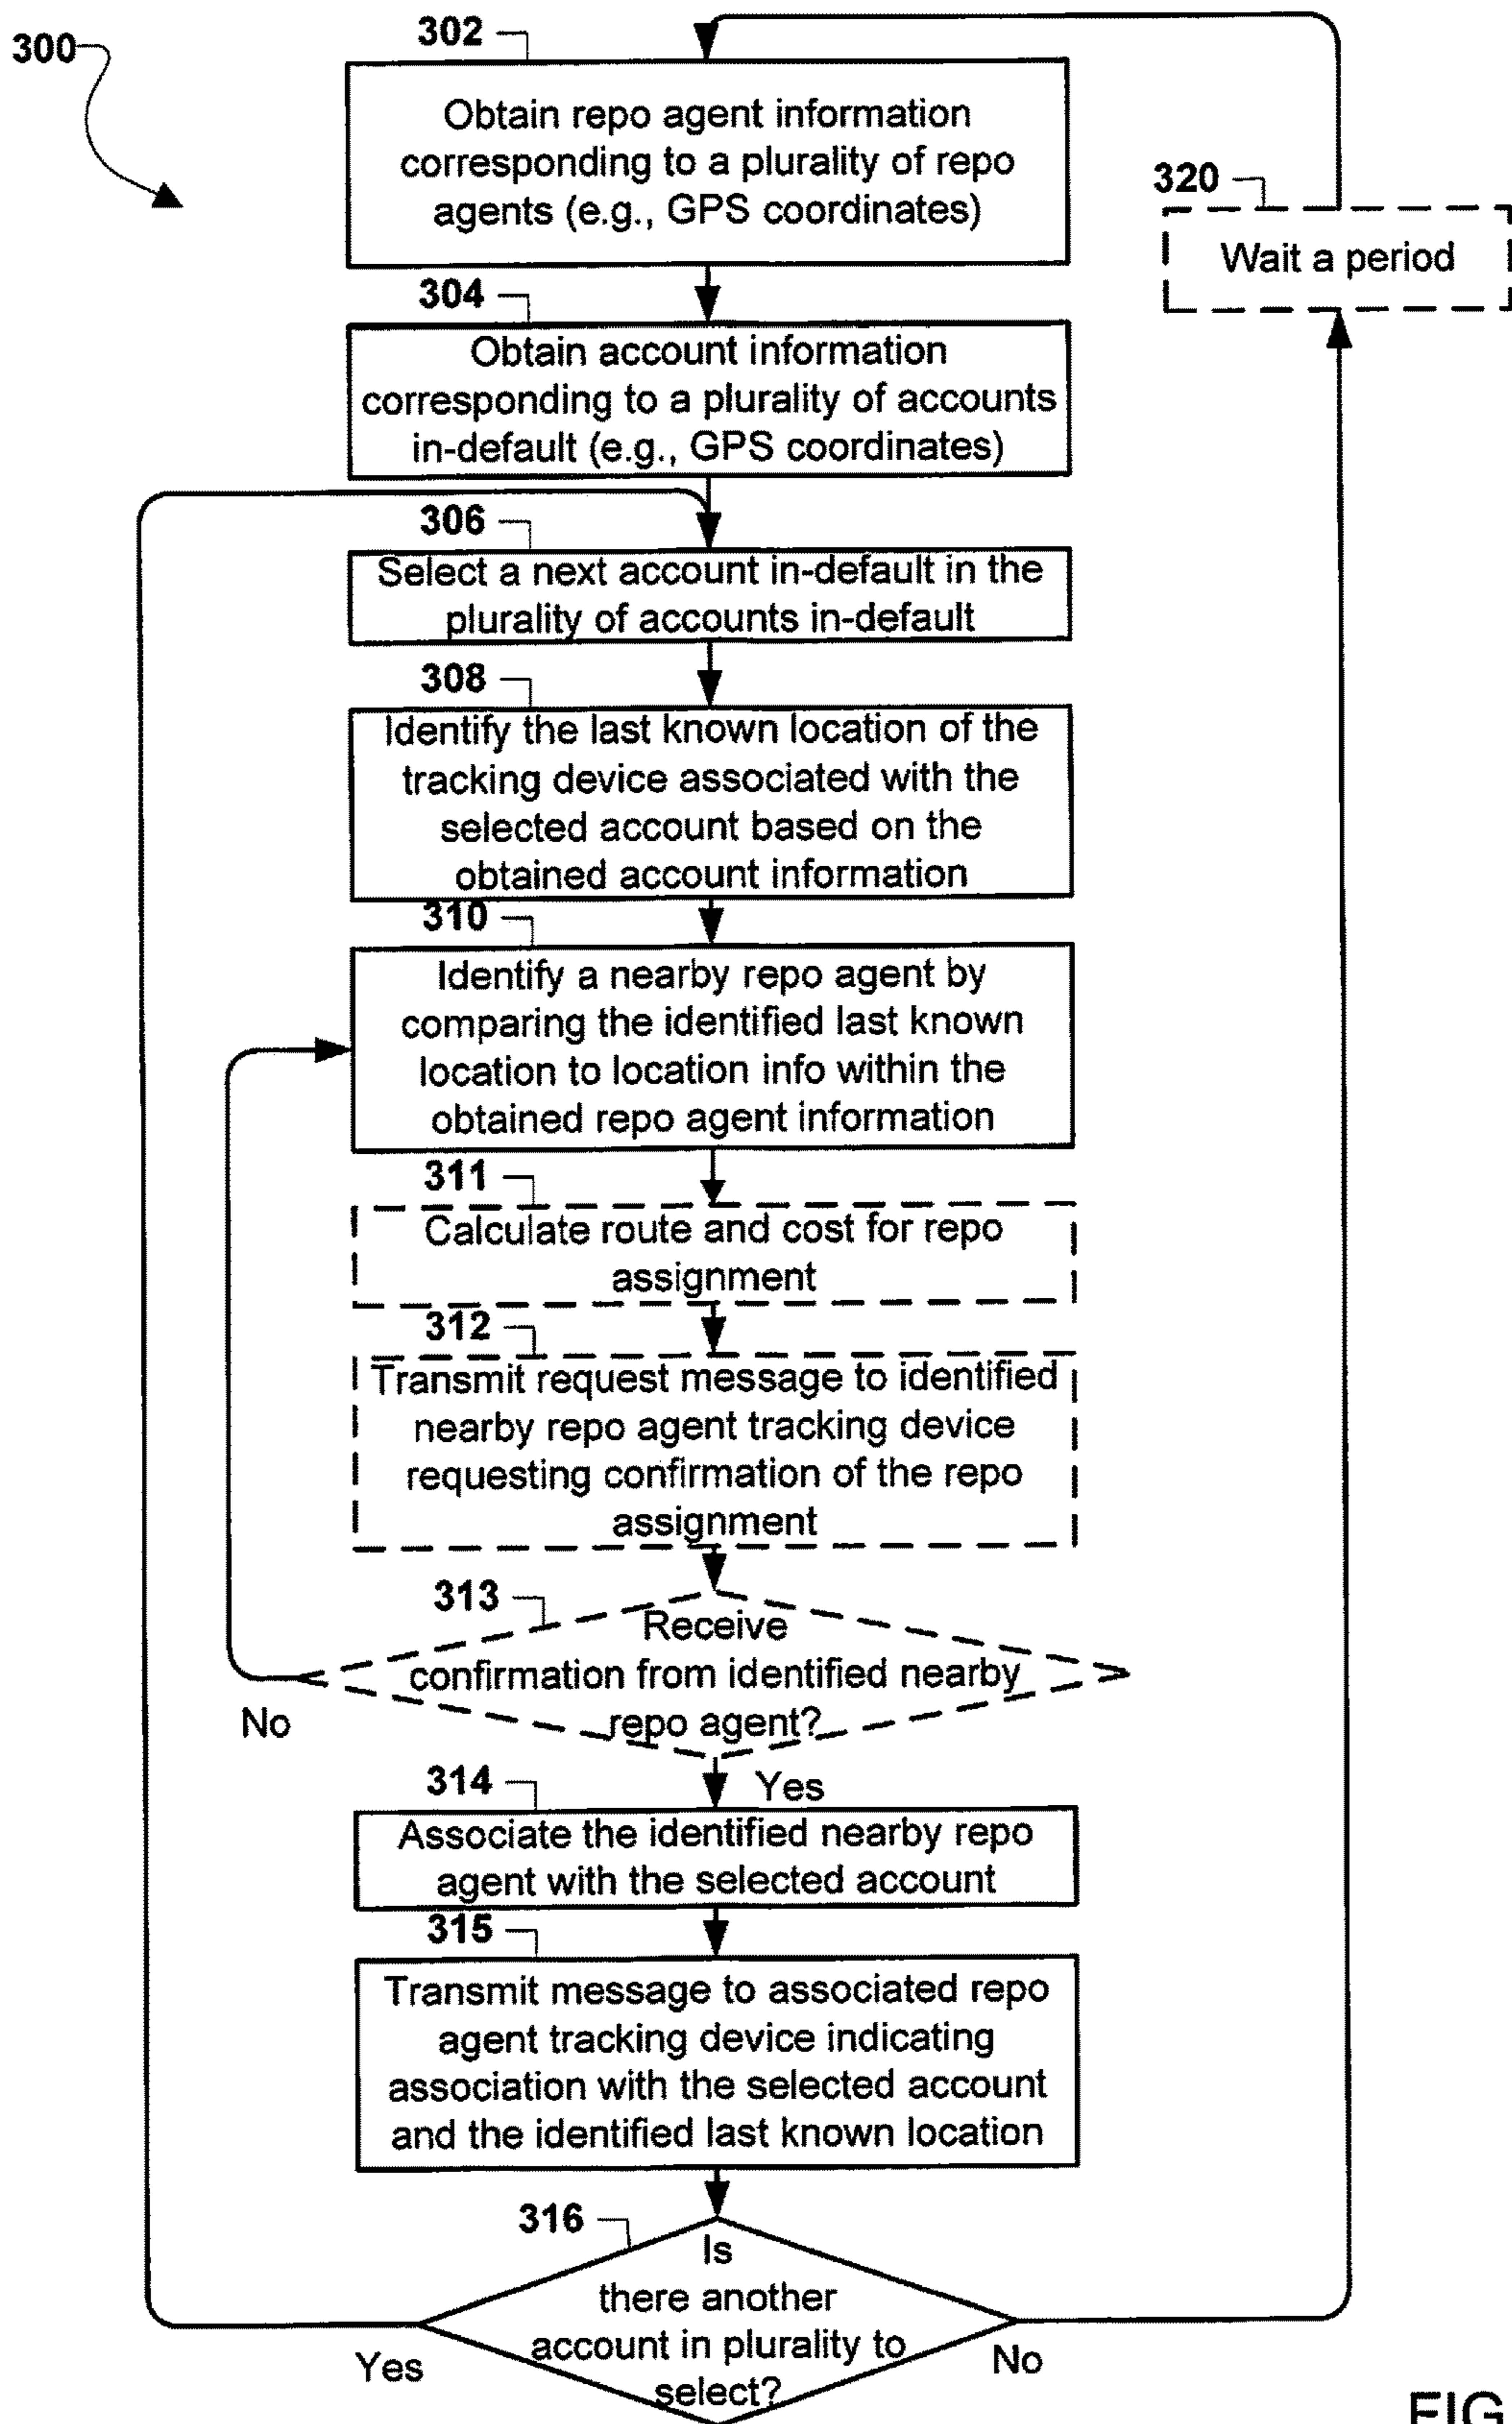 300
302
Obtain repo agent information
corresponding to a plurality of repo
agents (e.g., GPS coordinates)
320
Wait a period
304
Obtain account information
corresponding to a plurality of accounts
in-default (e.g., GPS coordinates)
306
Select a next account in-default in the
plurality of accounts in-default
308
Identify the last known location of the
tracking device associated with the
selected account based on the
obtained account information
310
Identify a nearby repo agent by
comparing the identified last known
location to location info within the
obtained repo agent information
311
Calculate route and cost for repo
assignment
312
Transmit request message to identified
nearby repo agent tracking device
requesting confirmation of the repo
assignment
313
Receive
confirmation from identified nearby
repo agent?
No
Yes
314
Associate the identified nearby repo
agent with the selected account
315
Transmit message to associated repo
agent tracking device indicating
association with the selected account
and the identified last known location
316
Is
there another
account in plurality to
select?
Yes
No
FIG